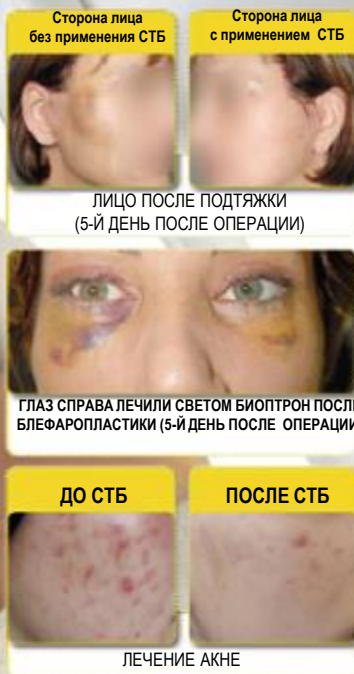 Сторона лица
без применения СТБ
Сторона лица
с применением СТБ
ЛИЦО ПОСЛЕ ПОДТЯЖКИ
(5-Й ДЕНЬ ПОСЛЕ ОПЕРАЦИИ)
ГЛАЗ СПРАВА ЛЕЧИЛИ СВЕТОМ БИОПТРОН ПОСЛЕ
БЛЕФАРОПЛАСТИКИ (5-Й ДЕНЬ ПОСЛЕ ОПЕРАЦИИ
ДО СТБ
ПОСЛЕ СТБ
ЛЕЧЕНИЕ АКНЕ